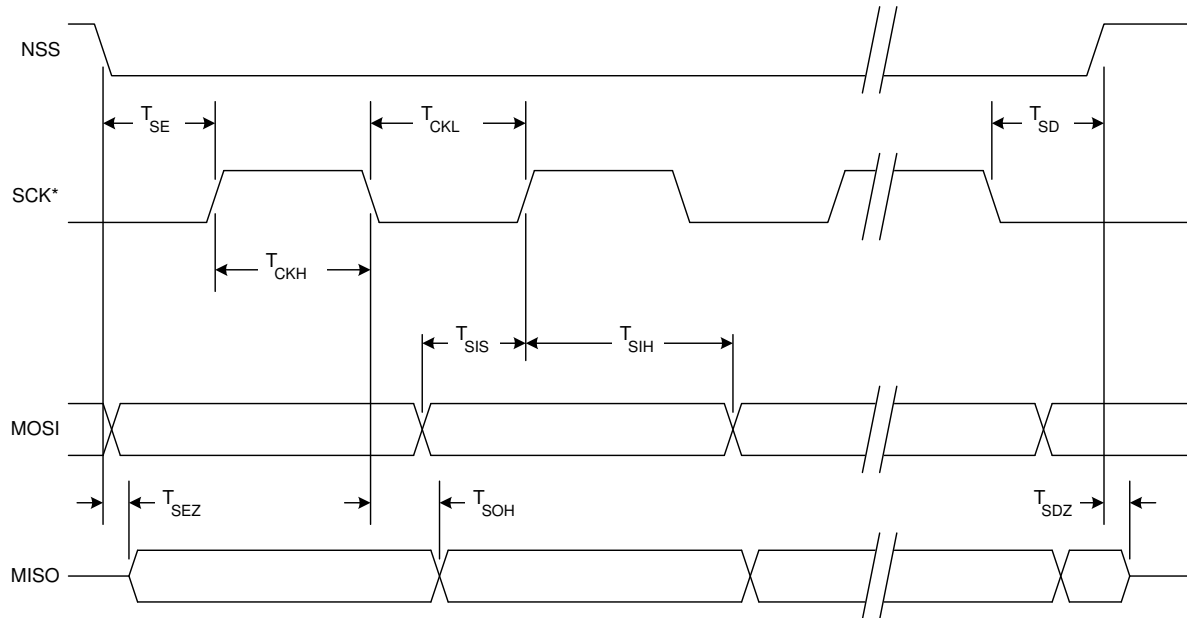 NSS
T_SE
T_CKL
T_SD
SCK*
T_CKH
T_SIS
T_SIH
MOSI
T_SEZ
T_SOH
T_SDZ
MISO